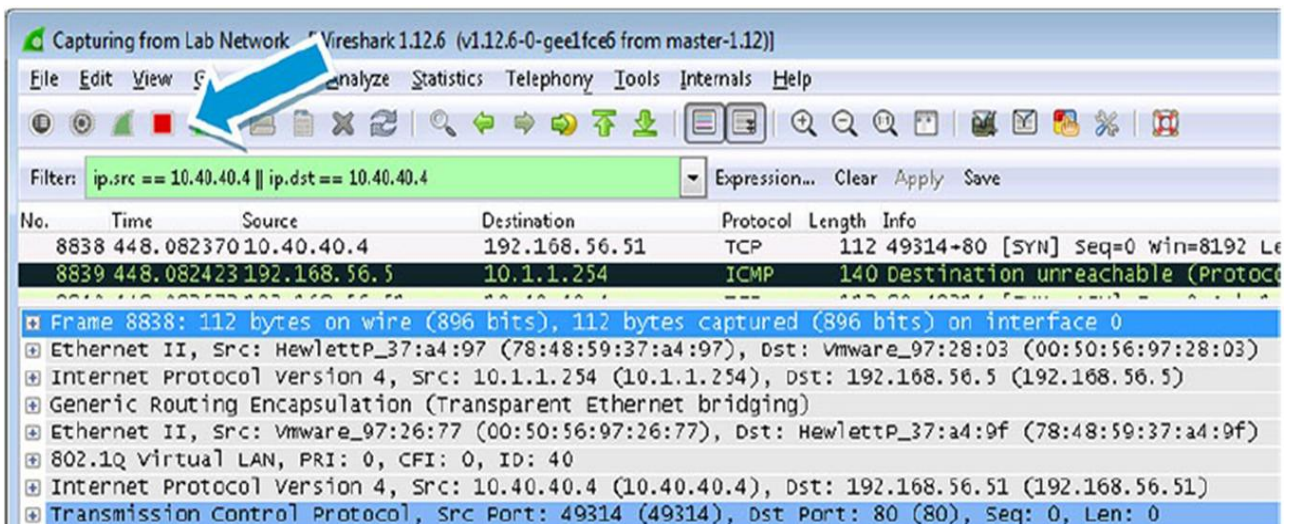 Capturing from Lab Network [Wireshark 1.12.6 (v1.12.6-0-gee1fce6 from master-1.12)]
File Edit View Analyze Statistics Telephony Tools Internals Help
Filter: ip.src == 10.40.40.4 || ip.dst == 10.40.40.4 Expression... Clear Apply Save
No. Time Source Destination Protocol Length Info
8838 448.082370 10.40.40.4 192.168.56.51 TCP 112 49314→80 [SYN] Seq=0 Win=8192 Le
8839 448.082423 192.168.56.5 10.1.1.254 ICMP 140 Destination unreachable (Protoc
Frame 8838: 112 bytes on wire (896 bits), 112 bytes captured (896 bits) on interface 0
Ethernet II, Src: HewlettP_37:a4:97 (78:48:59:37:a4:97), Dst: Vmware_97:28:03 (00:50:56:97:28:03)
Internet Protocol Version 4, Src: 10.1.1.254 (10.1.1.254), Dst: 192.168.56.5 (192.168.56.5)
Generic Routing Encapsulation (Transparent Ethernet bridging)
Ethernet II, Src: Vmware_97:26:77 (00:50:56:97:26:77), Dst: HewlettP_37:a4:9f (78:48:59:37:a4:9f)
802.1Q Virtual LAN, PRI: 0, CFI: 0, ID: 40
Internet Protocol Version 4, Src: 10.40.40.4 (10.40.40.4), Dst: 192.168.56.51 (192.168.56.51)
Transmission Control Protocol, Src Port: 49314 (49314), Dst Port: 80 (80), Seq: 0, Len: 0